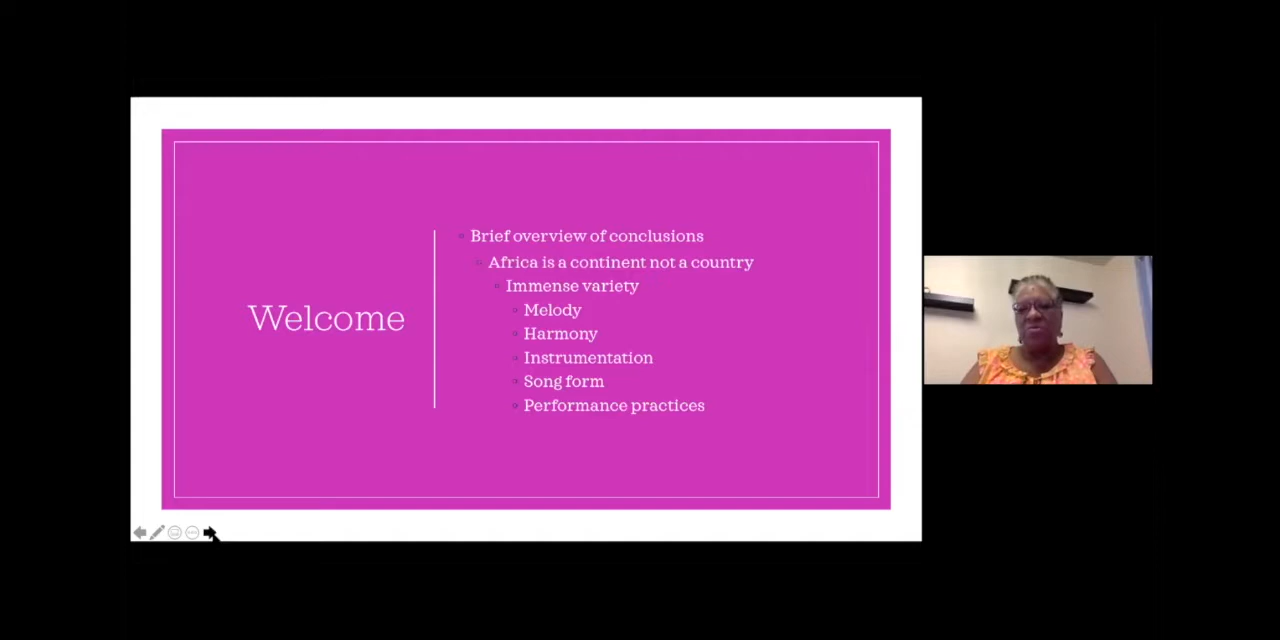 Welcome
Brief overview of conclusions
Africa is a continent not a country
Immense variety
Melody
Harmony
Instrumentation
Song form
Performance practices